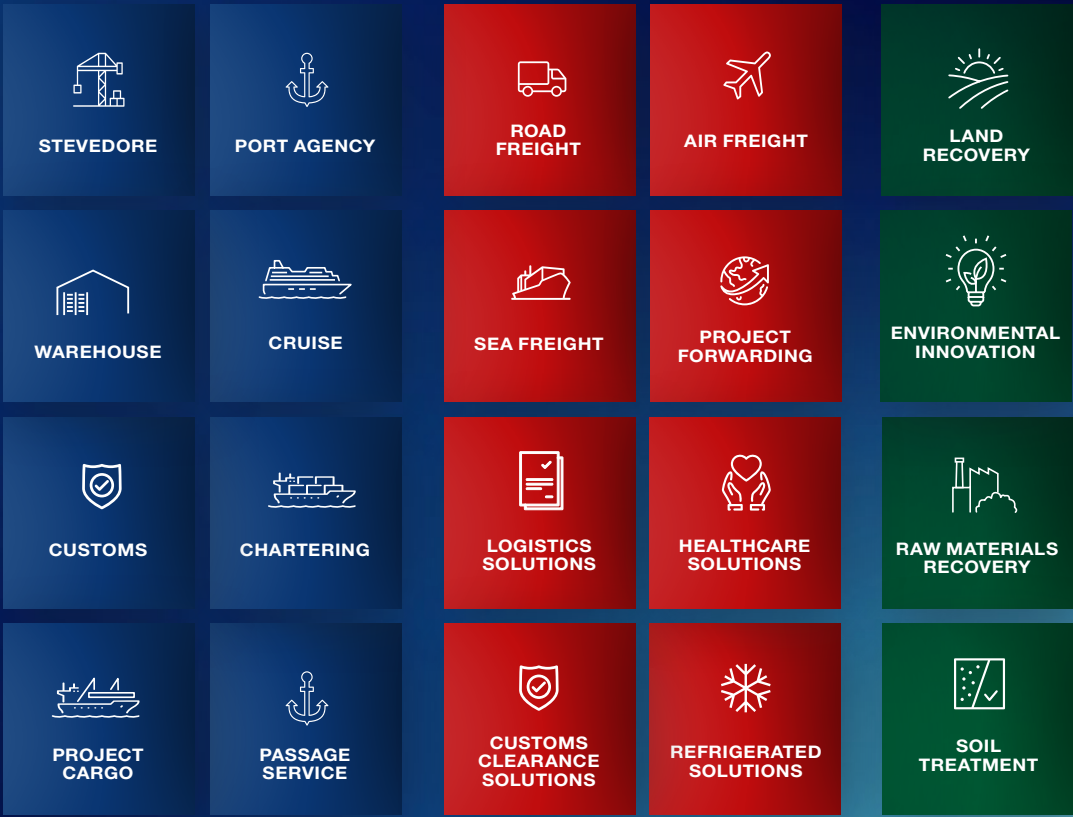 STEVEDORE
PORT AGENCY
ROAD
FREIGHT
AIR FREIGHT
LAND
RECOVERY
WAREHOUSE
CRUISE
SEA FREIGHT
PROJECT
FORWARDING
ENVIRONMENTAL
INNOVATION
CUSTOMS
CHARTERING
LOGISTICS
SOLUTIONS
HEALTHCARE
SOLUTIONS
RAW MATERIALS
RECOVERY
PROJECT
CARGO
PASSAGE
SERVICE
CUSTOMS
CLEARANCE
SOLUTIONS
REFRIGERATED
SOLUTIONS
SOIL
TREATMENT